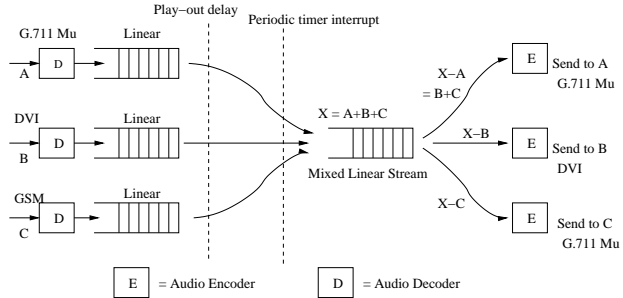 Play-out delay
Periodic timer interrupt
G.711 Mu
Linear
A
D
DVI
Linear
B
D
GSM
Linear
C
D
X = A+B+C
Mixed Linear Stream
X-A
= B+C
X-B
X-C
E
Send to A
G.711 Mu
E
Send to B
DVI
E
Send to C
G.711 Mu
E = Audio Encoder
D = Audio Decoder